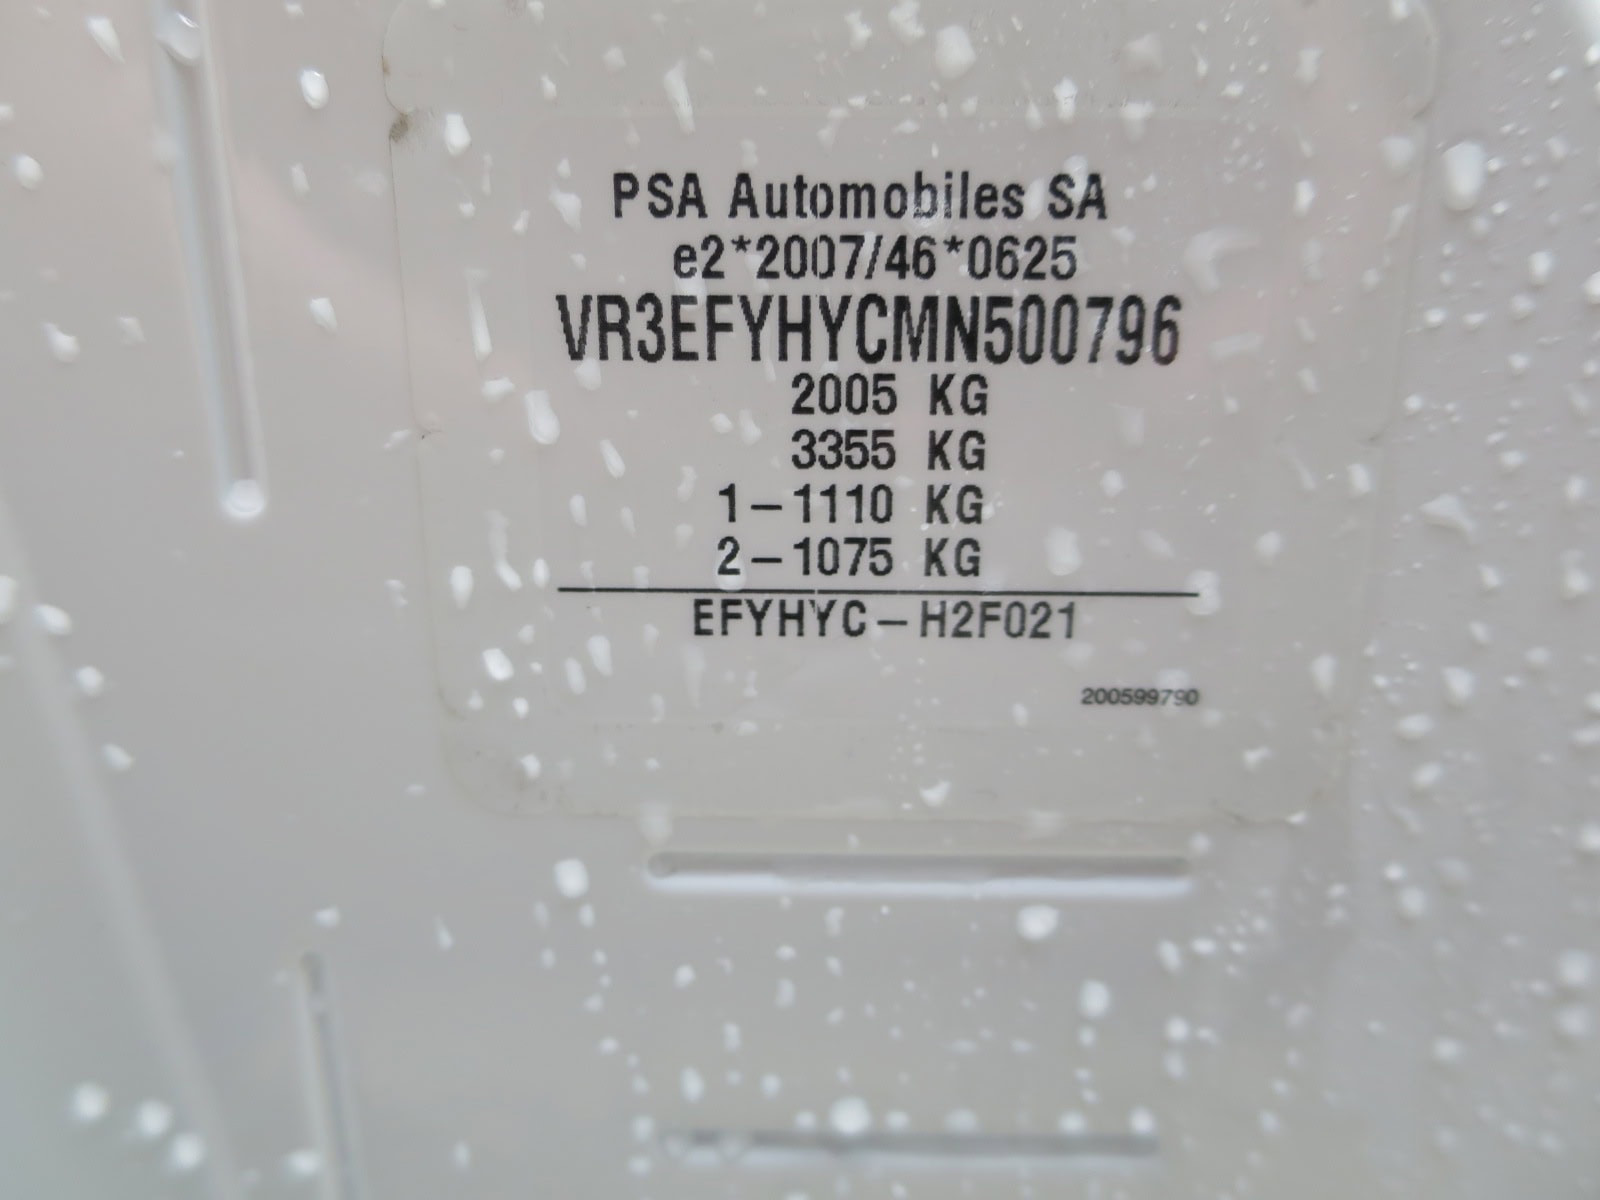 PSA Automobiles SA
e2*2007/46*0625
VR3EFYHYCMN500796
2005 KG
3355 KG
1-1110 KG
2-1075 KG
EFYHYC-H2F021
200599790